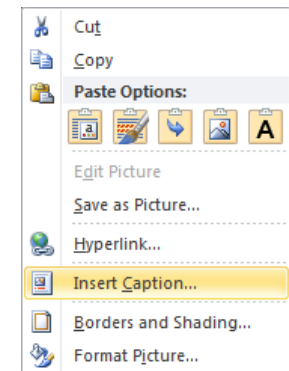 Cut
Copy
Paste Options:
a A
Edit Picture
Save as Picture...
Hyperlink...
Insert Caption...
Borders and Shading...
Format Picture...